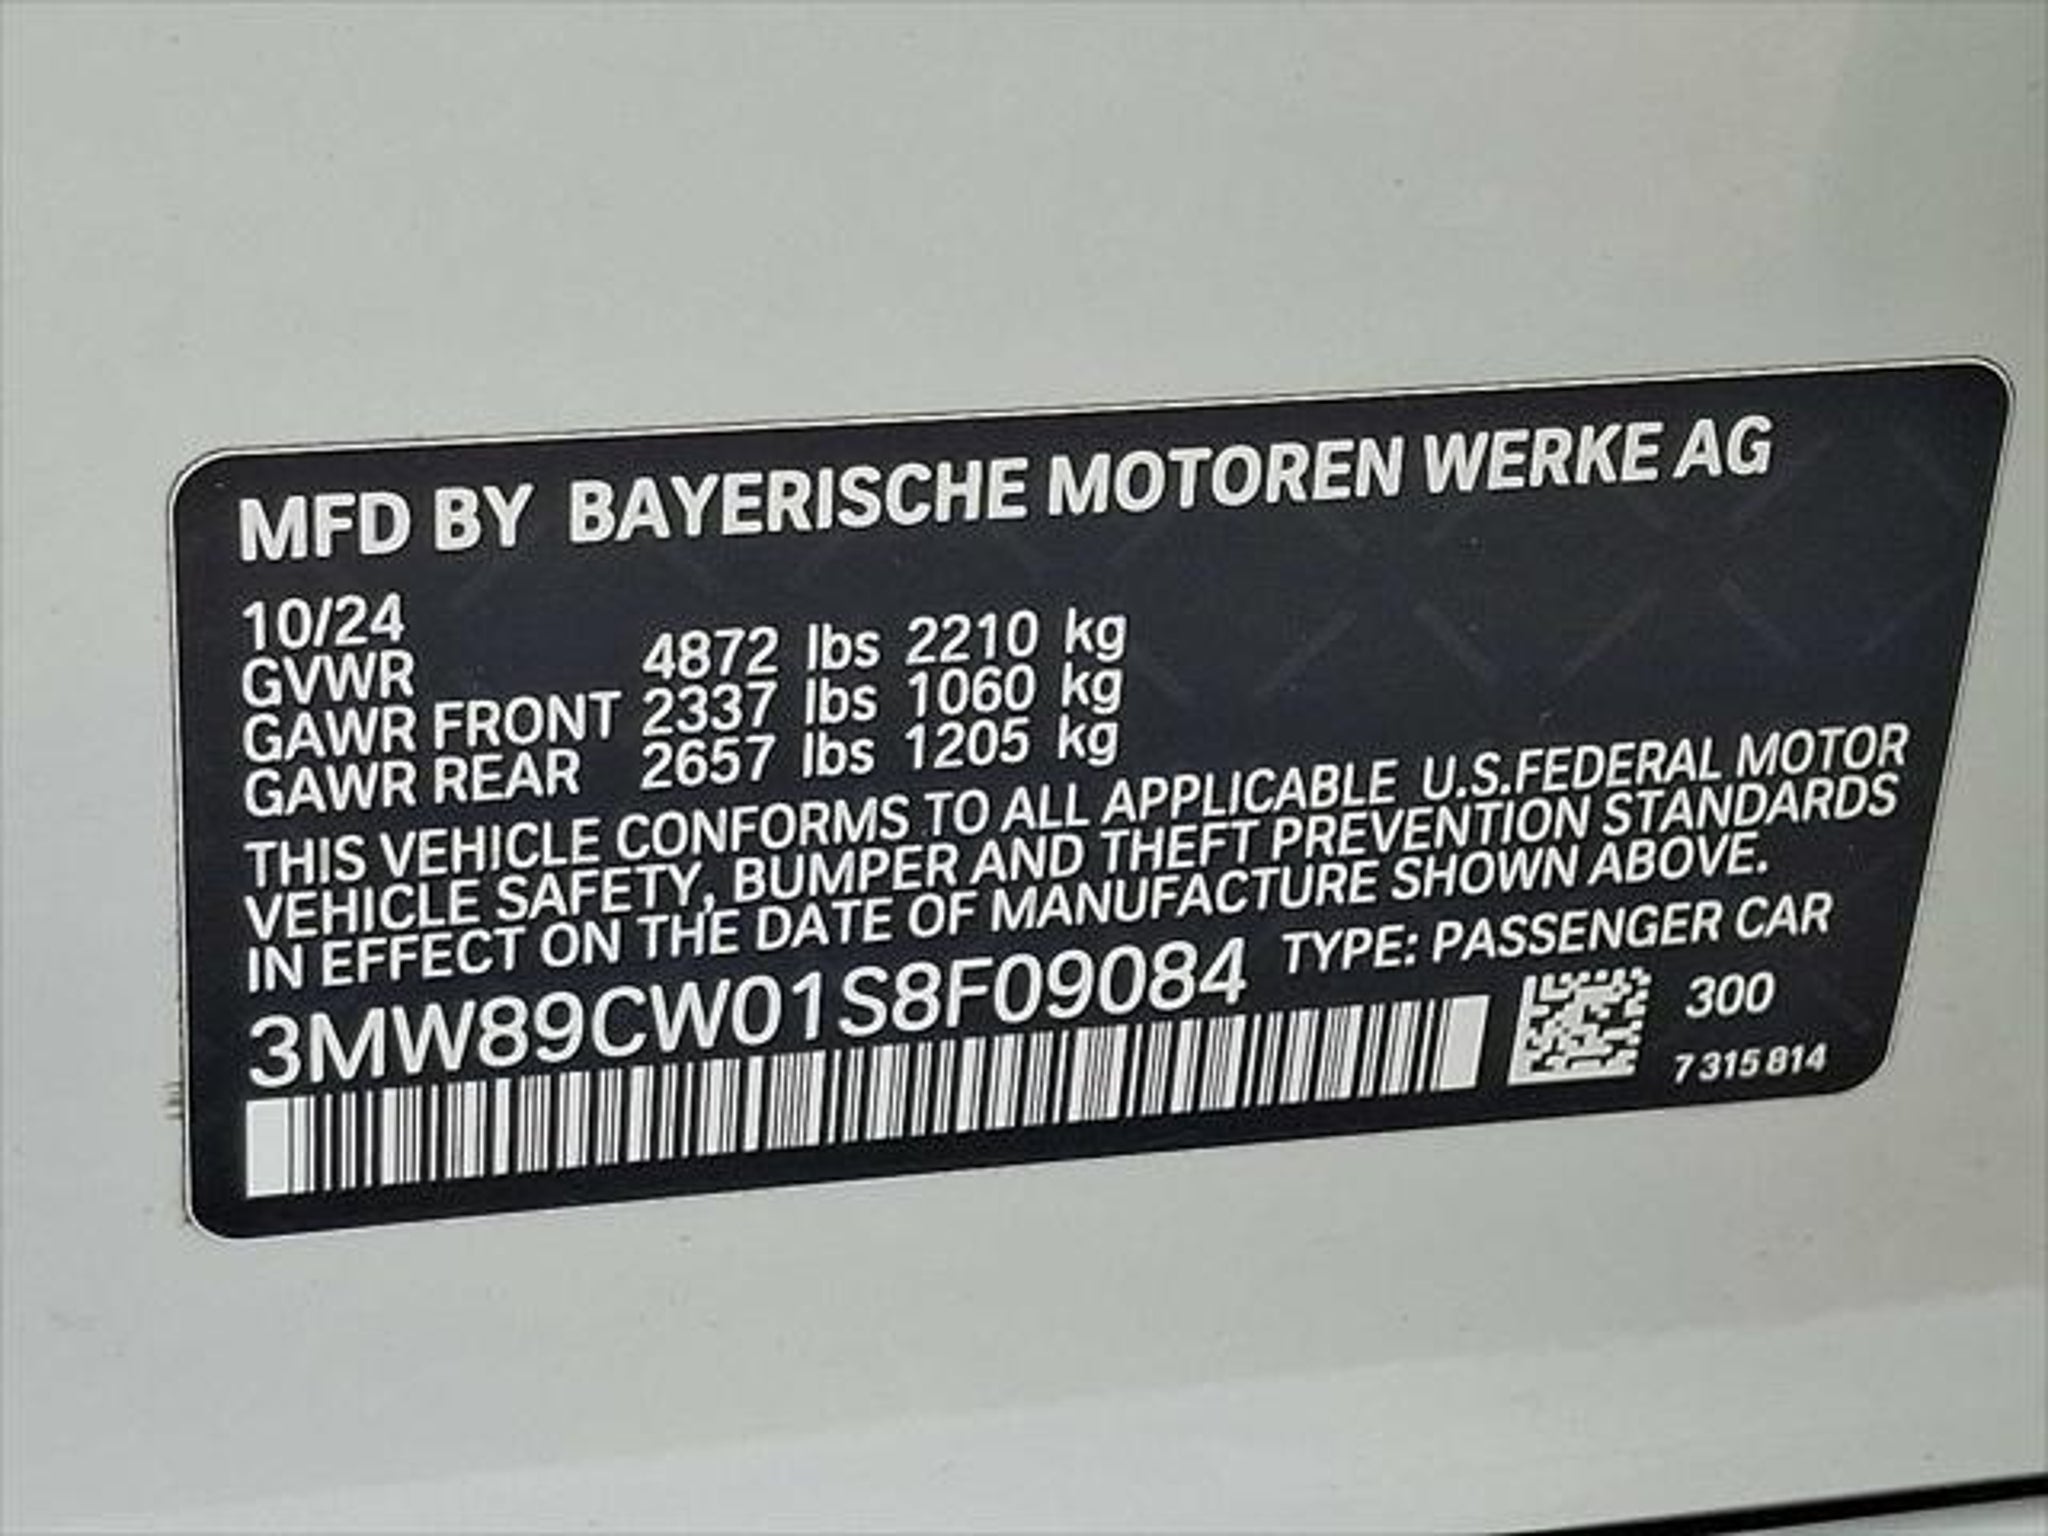 MFD BY BAYERISCHE MOTOREN WERKE AG
10/24
GVWR 4872 lbs 2210 kg
GAWR FRONT 2337 lbs 1060 kg
GAWR REAR 2657 lbs 1205 kg
THIS VEHICLE CONFORMS TO ALL APPLICABLE U.S.FEDERAL MOTOR
VEHICLE SAFETY, BUMPER AND THEFT PREVENTION STANDARDS
IN EFFECT ON THE DATE OF MANUFACTURE SHOWN ABOVE.
3MW89CW01S8F09084 TYPE: PASSENGER CAR
300
7 315 814